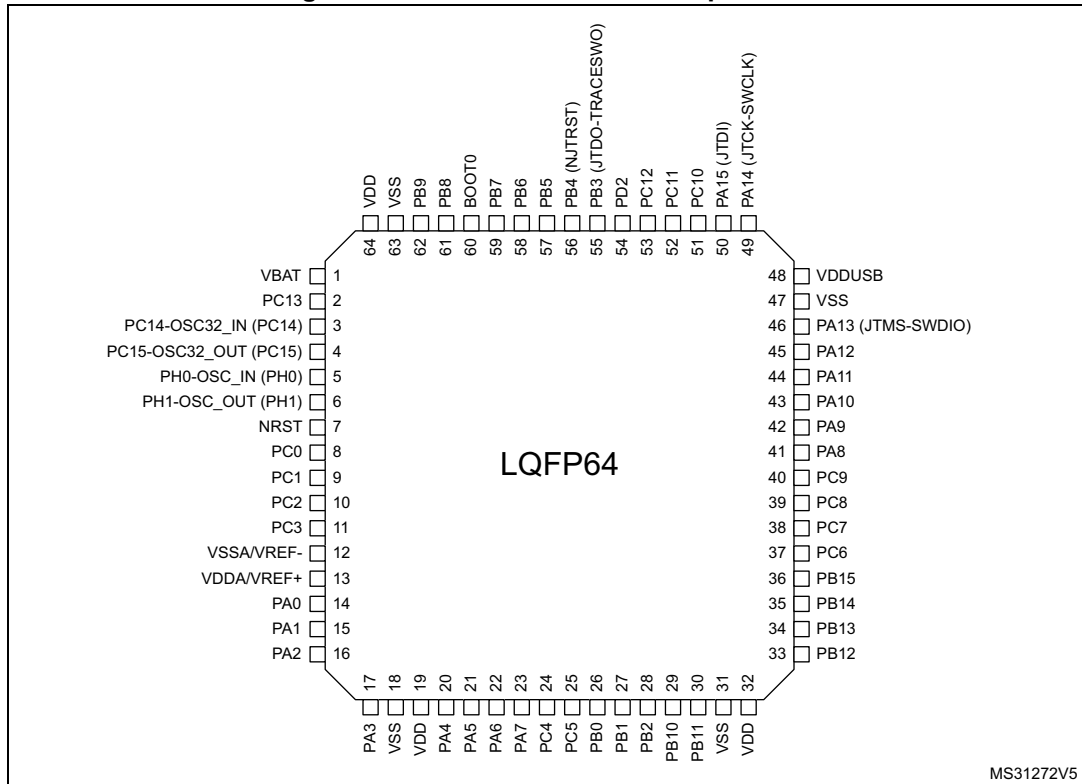 64 VDD
63 VSS
62 PB9
61 PB8
60 BOOT0
59 PB7
58 PB6
57 PB5
56 PB4 (NJTRST)
55 PB3 (JTDO-TRACESWO)
54 PD2
53 PC12
52 PC11
51 PC10
50 PA15 (JTDI)
49 PA14 (JTCK-SWCLK)
VBAT 1
PC13 2
PC14-OSC32_IN (PC14) 3
PC15-OSC32_OUT (PC15) 4
PH0-OSC_IN (PH0) 5
PH1-OSC_OUT (PH1) 6
NRST 7
PC0 8
PC1 9
PC2 10
PC3 11
VSSA/VREF- 12
VDDA/VREF+ 13
PA0 14
PA1 15
PA2 16
LQFP64
48 VDDUSB
47 VSS
46 PA13 (JTMS-SWDIO)
45 PA12
44 PA11
43 PA10
42 PA9
41 PA8
40 PC9
39 PC8
38 PC7
37 PC6
36 PB15
35 PB14
34 PB13
33 PB12
PA3 17
VSS 18
VDD 19
PA4 20
PA5 21
PA6 22
PA7 23
PC4 24
PC5 25
PB0 26
PB1 27
PB2 28
PB10 29
PB11 30
VSS 31
VDD 32
MS31272V5